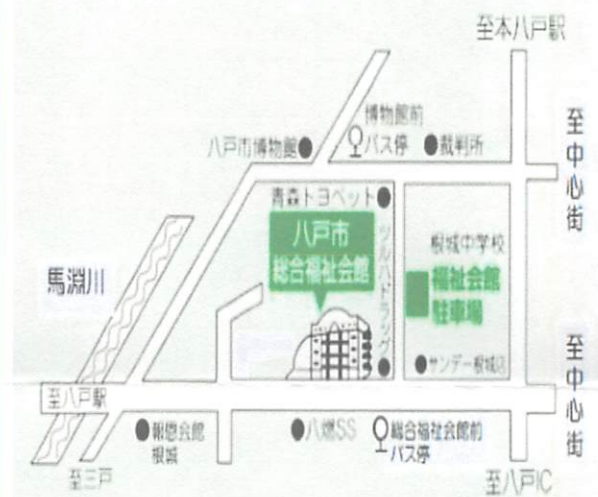 至本八戸駅
博物館前
バス停
八戸市博物館
裁判所
至中心街
青森トヨペット
八戸市
総合福祉会館
ツルハドラッグ
根城中学校
福祉会館
駐車場
馬淵川
サンデー根城店
至中心街
至八戸駅
報恩会館
根城
八燃SS
総合福祉会館前
バス停
至三戸
至八戸IC